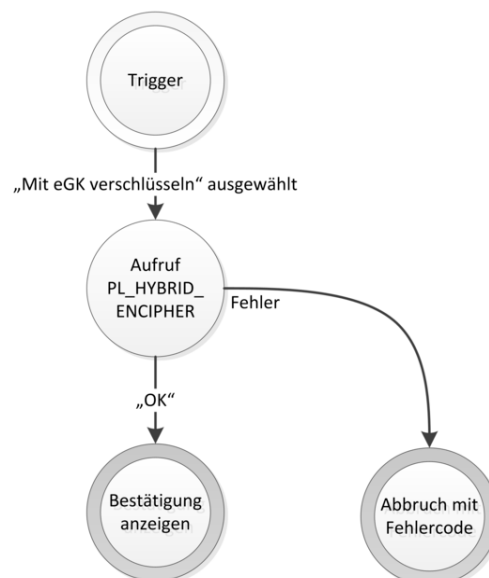 Trigger
„Mit eGK verschlüsseln“ ausgewählt
Aufruf
PL_HYBRID_
ENCIPHER
Fehler
„OK“
Bestätigung
anzeigen
Abbruch mit
Fehlercode